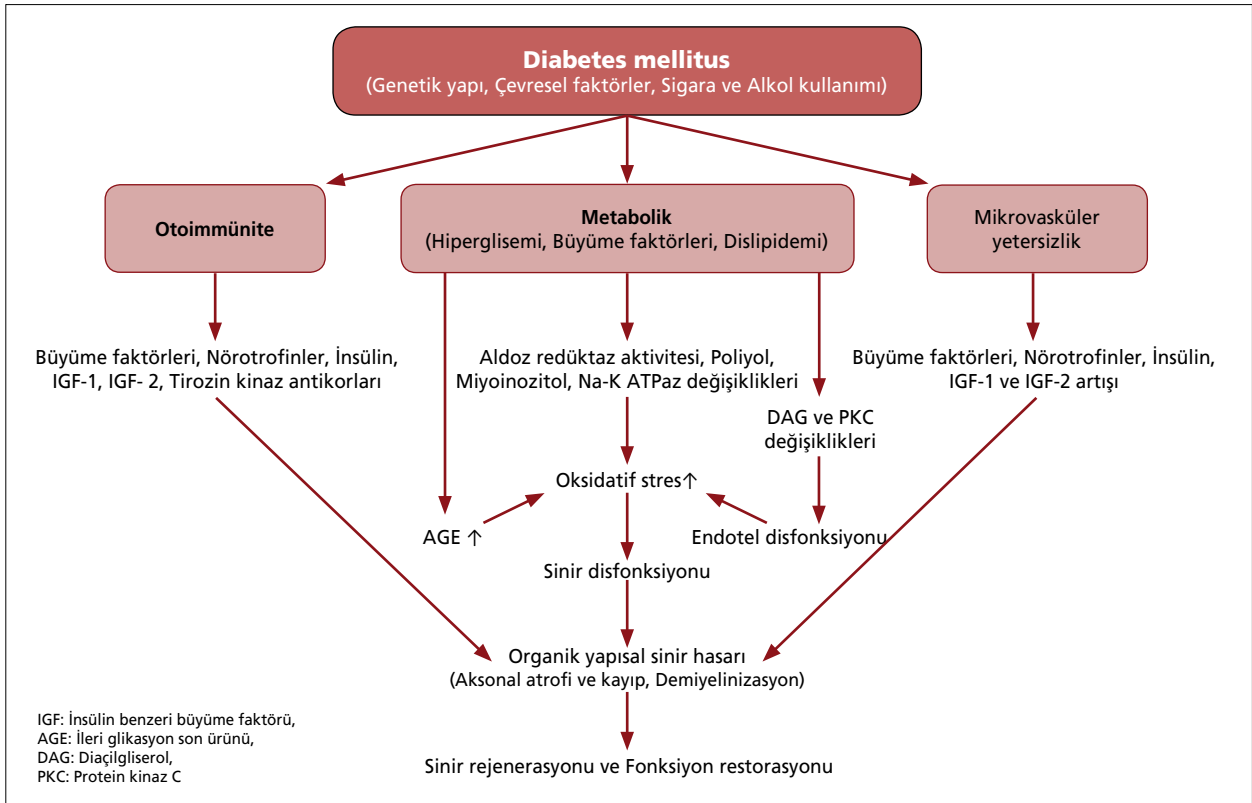 Diabetes mellitus
(Genetik yapı, Çevresel faktörler, Sigara ve Alkol kullanımı)
Otoimmünite
Metabolik
(Hiperglisemi, Büyüme faktörleri, Dislipidemi)
Mikrovasküler
yetersizlik
Büyüme faktörleri, Nörotrofinler, İnsülin,
IGF-1, IGF- 2, Tirozin kinaz antikorları
Aldoz redüktaz aktivitesi, Poliyol,
Miyoinozitol, Na-K ATPaz değişiklikleri
Büyüme faktörleri, Nörotrofinler, İnsülin,
IGF-1 ve IGF-2 artışı
DAG ve PKC
değişiklikleri
Oksidatif stres↑
AGE ↑
Endotel disfonksiyonu
Sinir disfonksiyonu
Organik yapısal sinir hasarı
(Aksonal atrofi ve kayıp, Demiyelinizasyon)
Sinir rejenerasyonu ve Fonksiyon restorasyonu
IGF: İnsülin benzeri büyüme faktörü,
AGE: İleri glikasyon son ürünü,
DAG: Diaçilgliserol,
PKC: Protein kinaz C